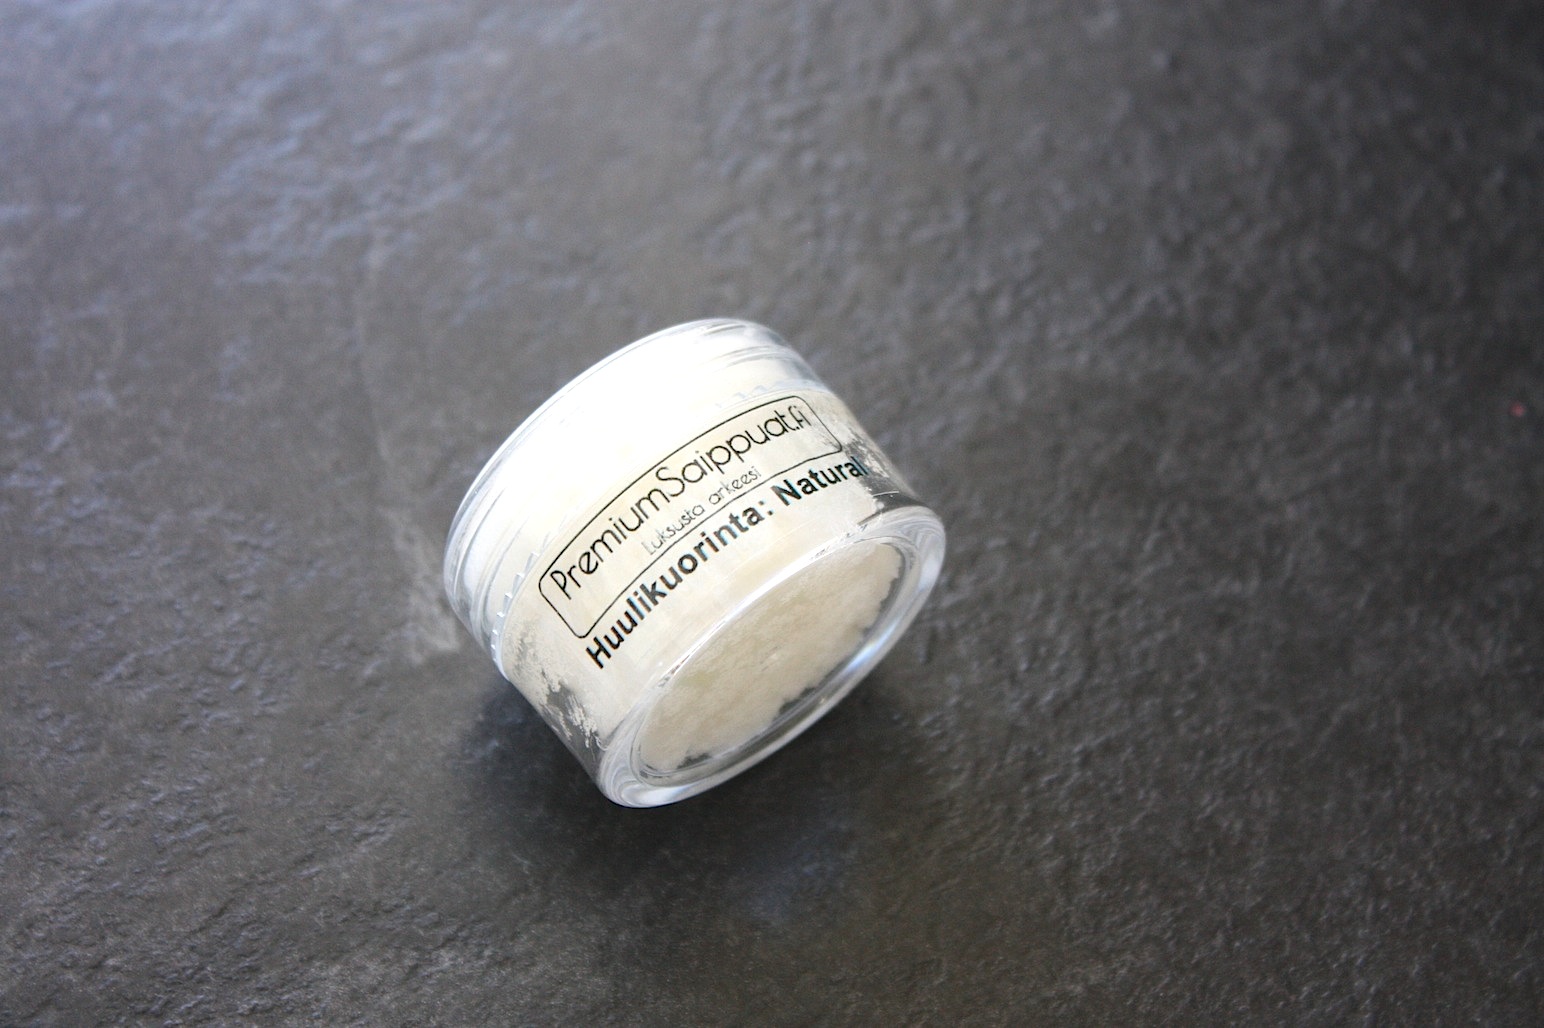 PremiumSaippuat.fi
Luksusta arkeesi
Huulikuorinta: Natural